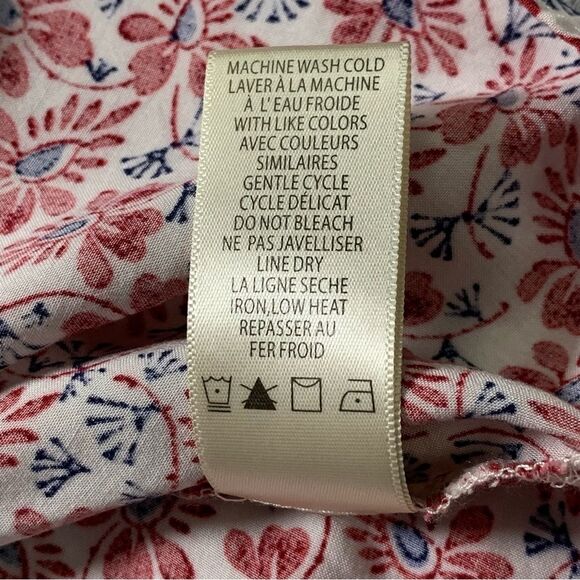 MACHINE WASH COLD
LAVER À LA MACHINE
À L'EAU FROIDE
WITH LIKE COLORS
AVEC COULEURS
SIMILAIRES
GENTLE CYCLE
CYCLE DÉLICAT
DO NOT BLEACH
NE PAS JAVELLISER
LINE DRY
LA LIGNE SECHE
IRON,LOW HEAT
REPASSER AU
FER FROID